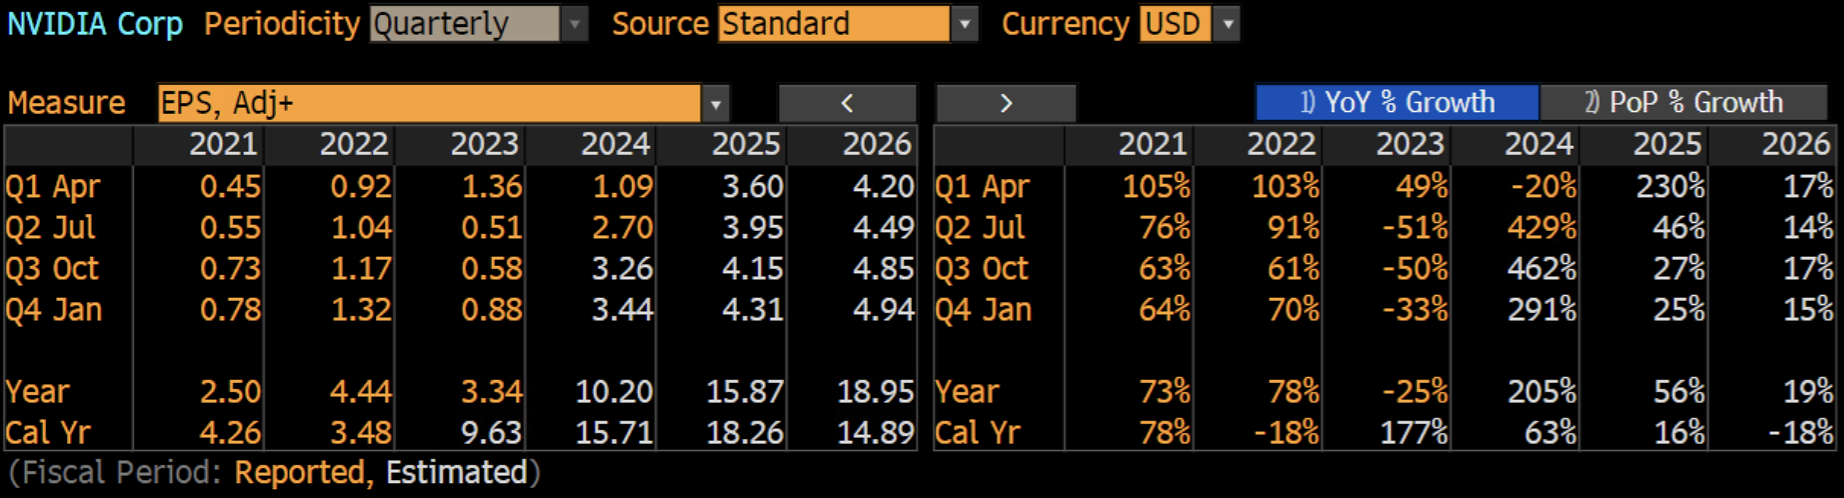 NVIDIA Corp Periodicity Quarterly Source Standard Currency USD
Measure EPS, Adj+ < > 1) YoY % Growth 2) PoP % Growth
2021 2022 2023 2024 2025 2026 2021 2022 2023 2024 2025 2026
Q1 Apr 0.45 0.92 1.36 1.09 3.60 4.20 Q1 Apr 105% 103% 49% -20% 230% 17%
Q2 Jul 0.55 1.04 0.51 2.70 3.95 4.49 Q2 Jul 76% 91% -51% 429% 46% 14%
Q3 Oct 0.73 1.17 0.58 3.26 4.15 4.85 Q3 Oct 63% 61% -50% 462% 27% 17%
Q4 Jan 0.78 1.32 0.88 3.44 4.31 4.94 Q4 Jan 64% 70% -33% 291% 25% 15%
Year 2.50 4.44 3.34 10.20 15.87 18.95 Year 73% 78% -25% 205% 56% 19%
Cal Yr 4.26 3.48 9.63 15.71 18.26 14.89 Cal Yr 78% -18% 177% 63% 16% -18%
(Fiscal Period: Reported, Estimated)